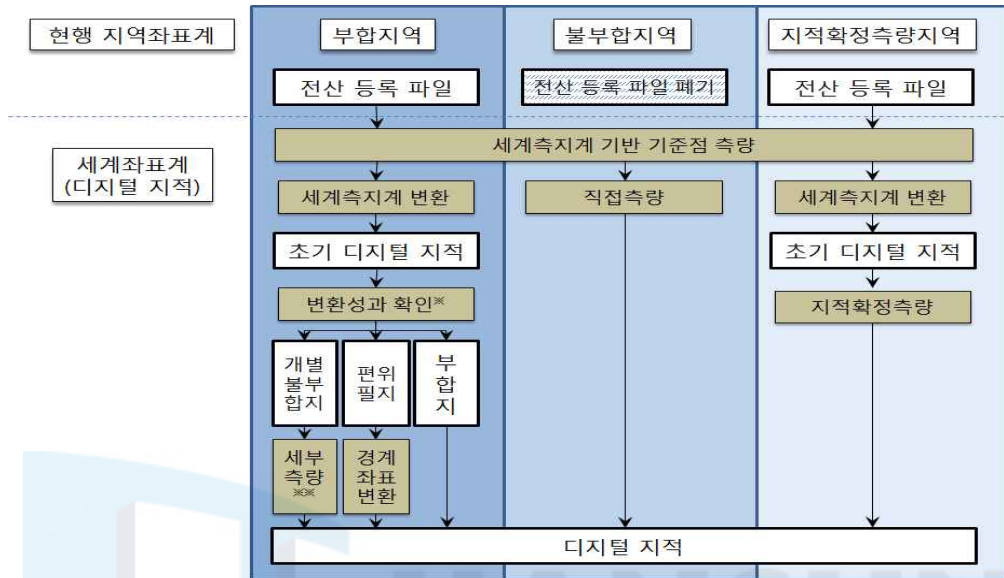 현행 지역좌표계
부합지역
불부합지역
지적확정측량지역
전산 등록 파일
전산 등록 파일 폐기
전산 등록 파일
세계측지계 기반 기준점 측량
세계좌표계
(디지털 지적)
세계측지계 변환
직접측량
세계측지계 변환
초기 디지털 지적
초기 디지털 지적
변환성과 확인※
지적확정측량
개별
불부
합지
편위
필지
부
합
지
세부
측량
※※
경계
좌표
변환
디지털 지적